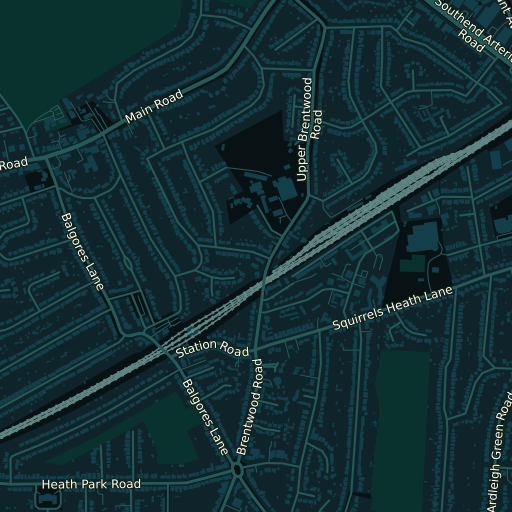 Southend Arterial
Road
Main Road
Upper Brentwood
Road
Road
Balgores Lane
Squirrels Heath Lane
Station Road
Balgores Lane
Brentwood Road
Ardleigh Green Road
Heath Park Road